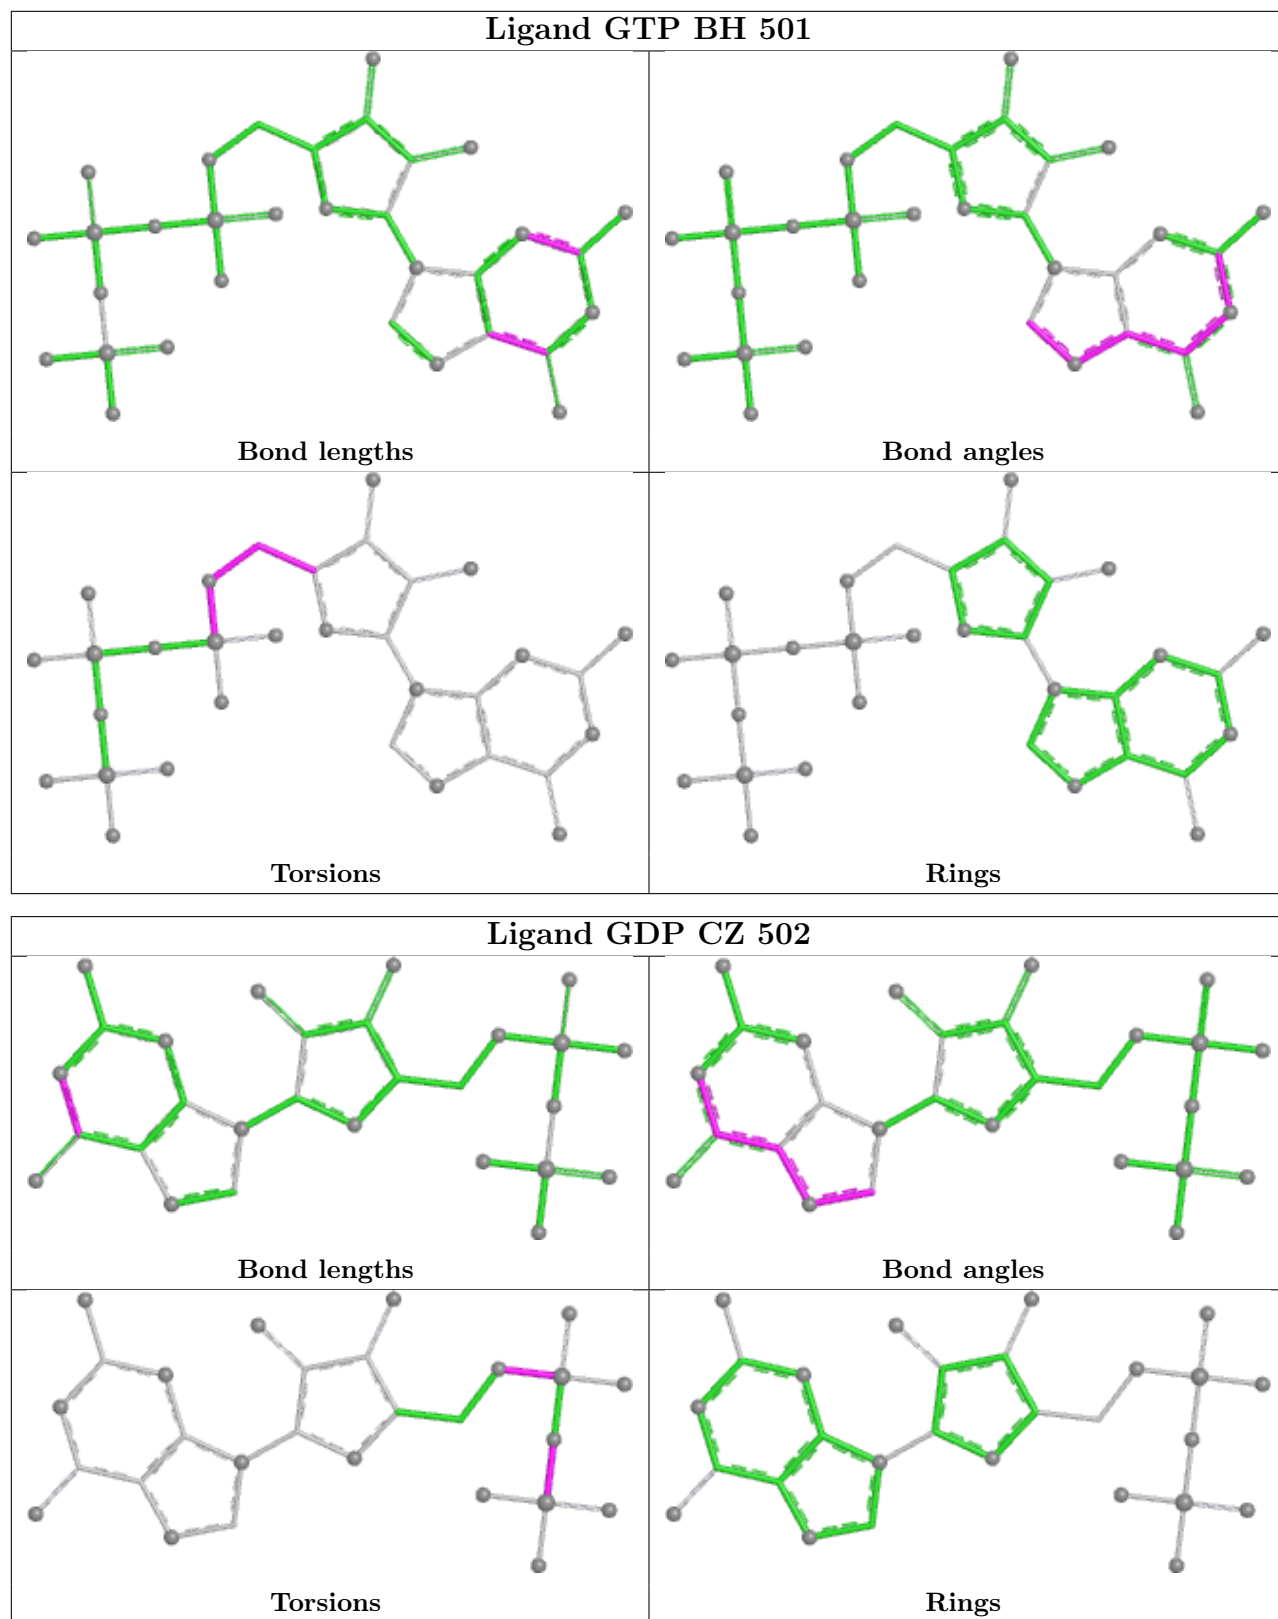 Ligand GTP BH 501
Bond lengths
Bond angles
Torsions
Rings
Ligand GDP CZ 502
Bond lengths
Bond angles
Torsions
Rings